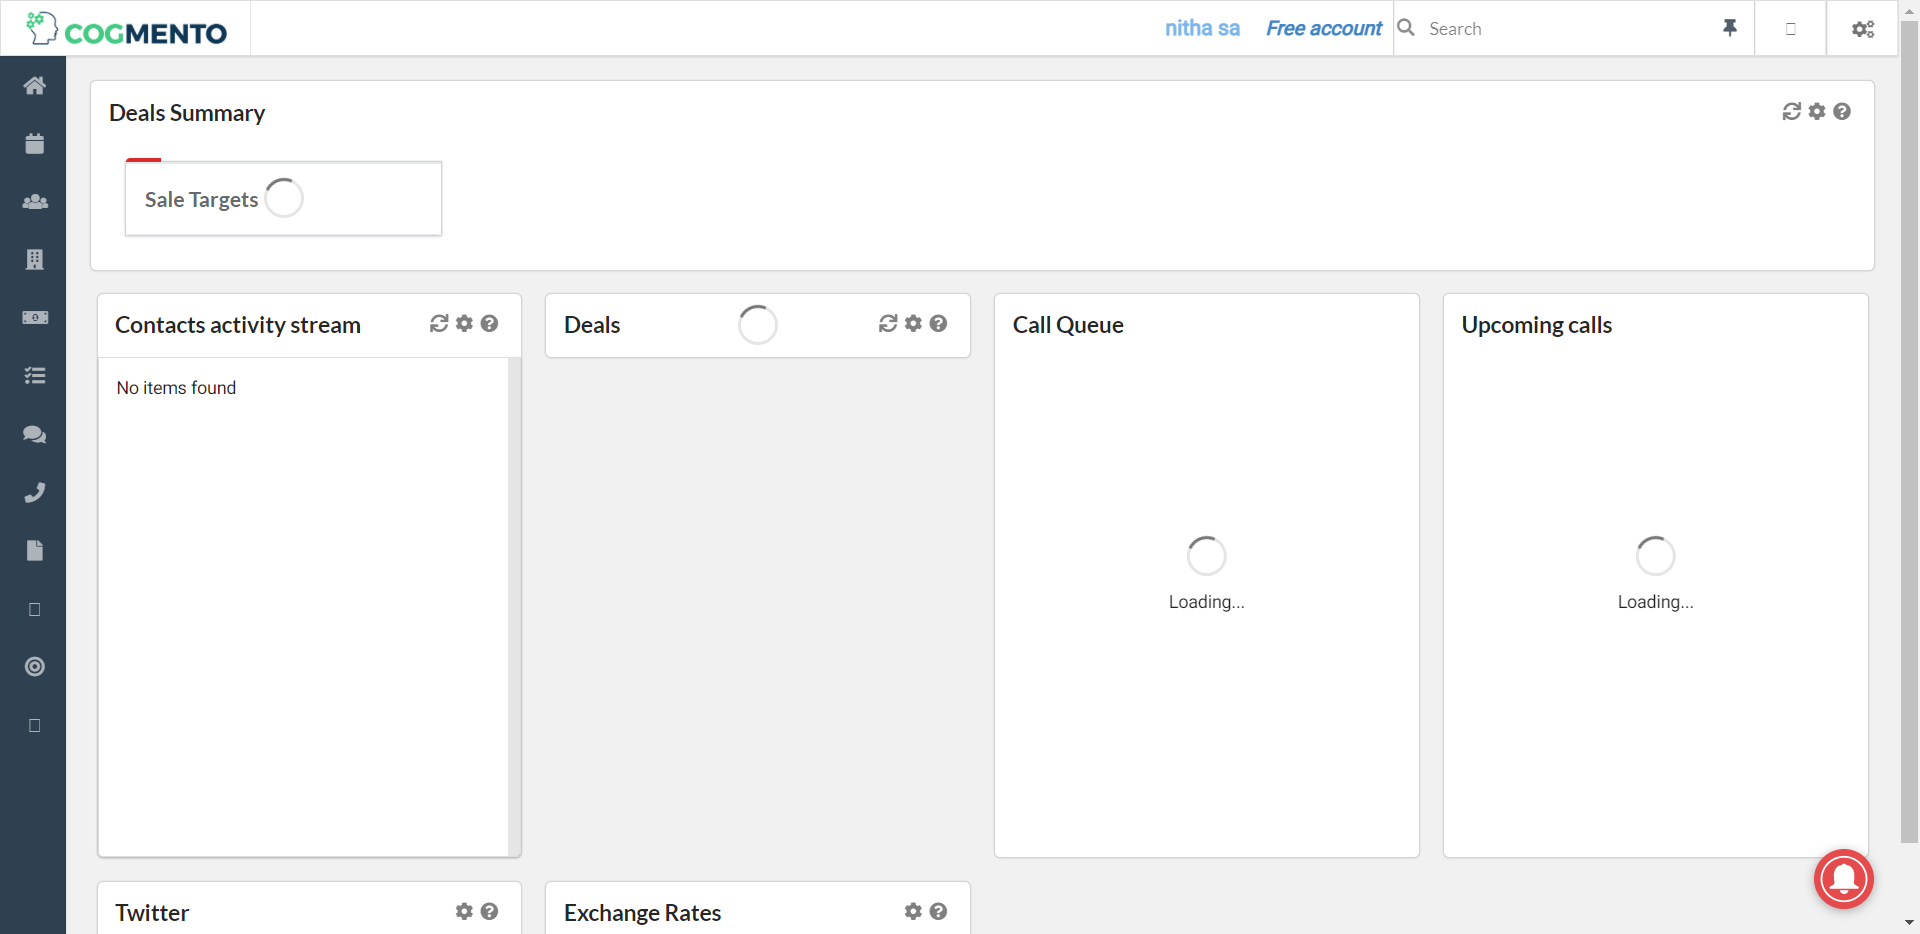 COGMENTO
nitha sa
Free account
Search
Deals Summary
Sale Targets
Contacts activity stream
Deals
Call Queue
Upcoming calls
No items found
Loading...
Loading...
Twitter
Exchange Rates